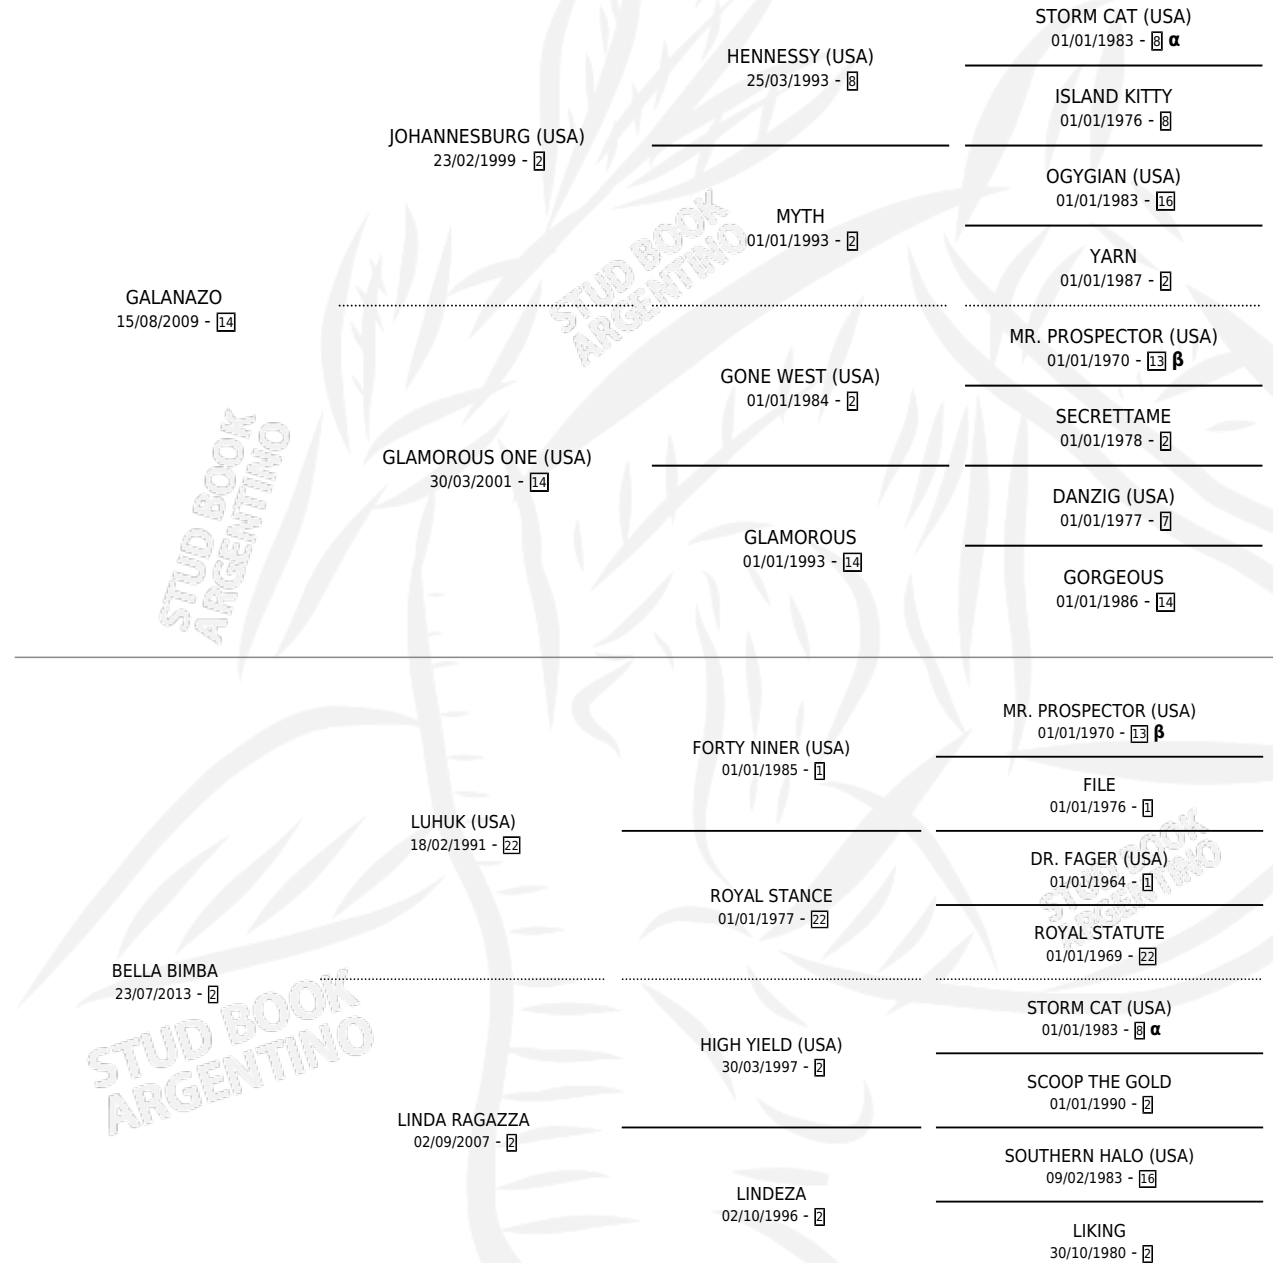 STORM CAT (USA)
01/01/1983 - 8 α
HENNESSY (USA)
25/03/1993 - 8
ISLAND KITTY
01/01/1976 - 8
JOHANNESBURG (USA)
23/02/1999 - 2
OGYGIAN (USA)
01/01/1983 - 16
MYTH
01/01/1993 - 2
YARN
01/01/1987 - 2
GALANAZO
15/08/2009 - 14
MR. PROSPECTOR (USA)
01/01/1970 - 13 β
GONE WEST (USA)
01/01/1984 - 2
SECRETTAME
01/01/1978 - 2
GLAMOROUS ONE (USA)
30/03/2001 - 14
DANZIG (USA)
01/01/1977 - 7
GLAMOROUS
01/01/1993 - 14
GORGEOUS
01/01/1986 - 14
STUD BOOK
ARGENTINO
STUD BOOK
ARGENTINO
MR. PROSPECTOR (USA)
01/01/1970 - 13 β
FORTY NINER (USA)
01/01/1985 - 1
FILE
01/01/1976 - 1
LUHUK (USA)
18/02/1991 - 22
DR. FAGER (USA)
01/01/1964 - 1
ROYAL STANCE
01/01/1977 - 22
ROYAL STATUTE
01/01/1969 - 22
STUD BOOK
ARGENTINO
BELLA BIMBA
23/07/2013 - 2
STORM CAT (USA)
01/01/1983 - 8 α
HIGH YIELD (USA)
30/03/1997 - 2
SCOOP THE GOLD
01/01/1990 - 2
LINDA RAGAZZA
02/09/2007 - 2
SOUTHERN HALO (USA)
09/02/1983 - 16
LINDEZA
02/10/1996 - 2
LIKING
30/10/1980 - 2
STUD BOOK
ARGENTINO